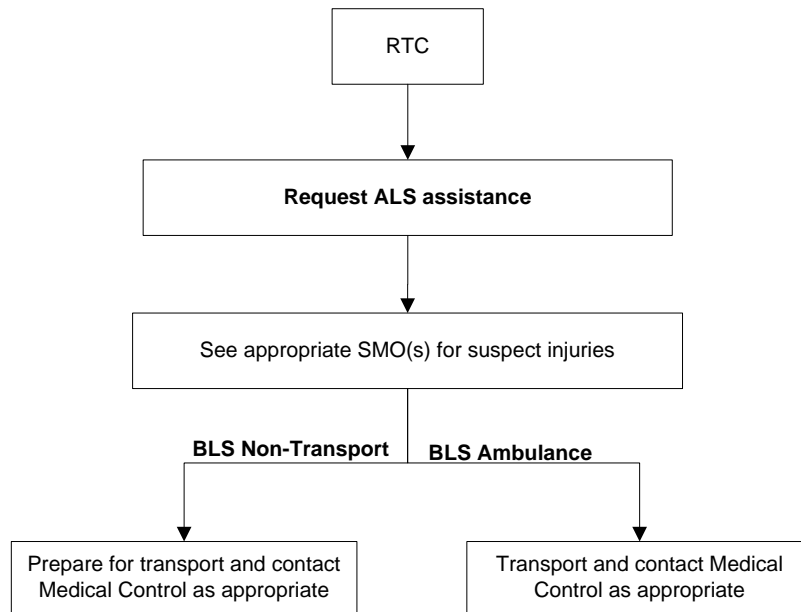 RTC
Request ALS assistance
See appropriate SMO(s) for suspect injuries
BLS Non-Transport
BLS Ambulance
Prepare for transport and contact
Medical Control as appropriate
Transport and contact Medical
Control as appropriate